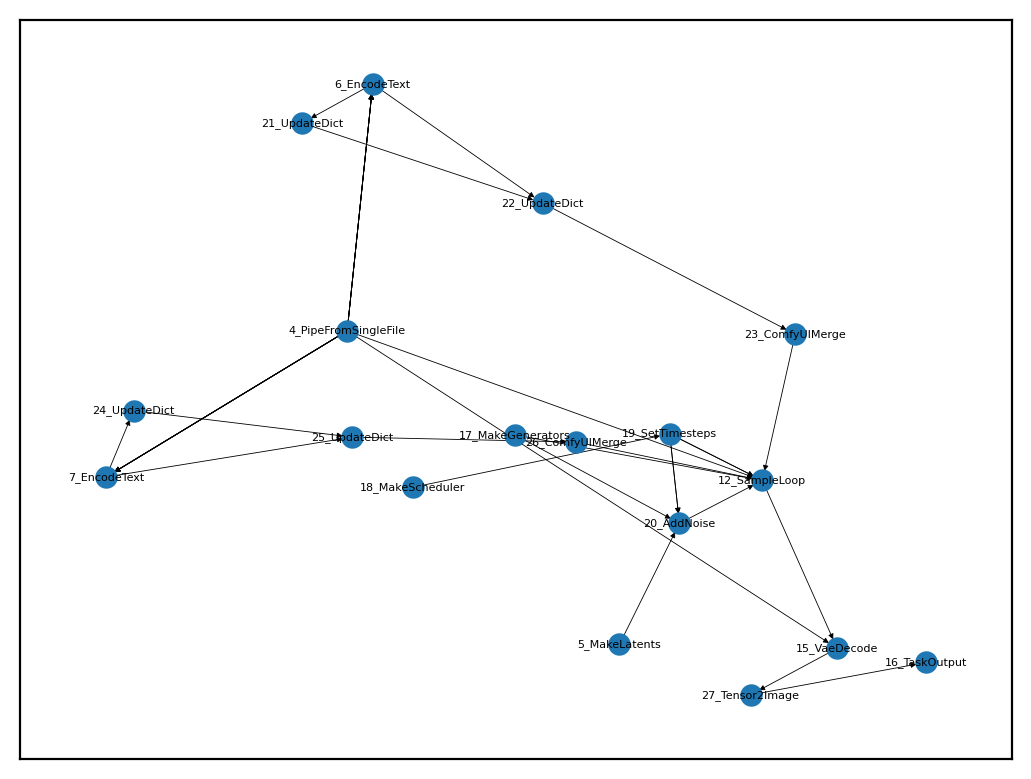 6_EncodeText
21_UpdateDict
22_UpdateDict
4_PipeFromSingleFile
23_ComfyUIMerge
24_UpdateDict
25_UpdateDict
17_MakeGenerators
26_ComfyUIMerge
19_SetTimesteps
7_EncodeText
18_MakeScheduler
12_SampleLoop
20_AddNoise
5_MakeLatents
15_VaeDecode
16_TaskOutput
27_Tensor2Image